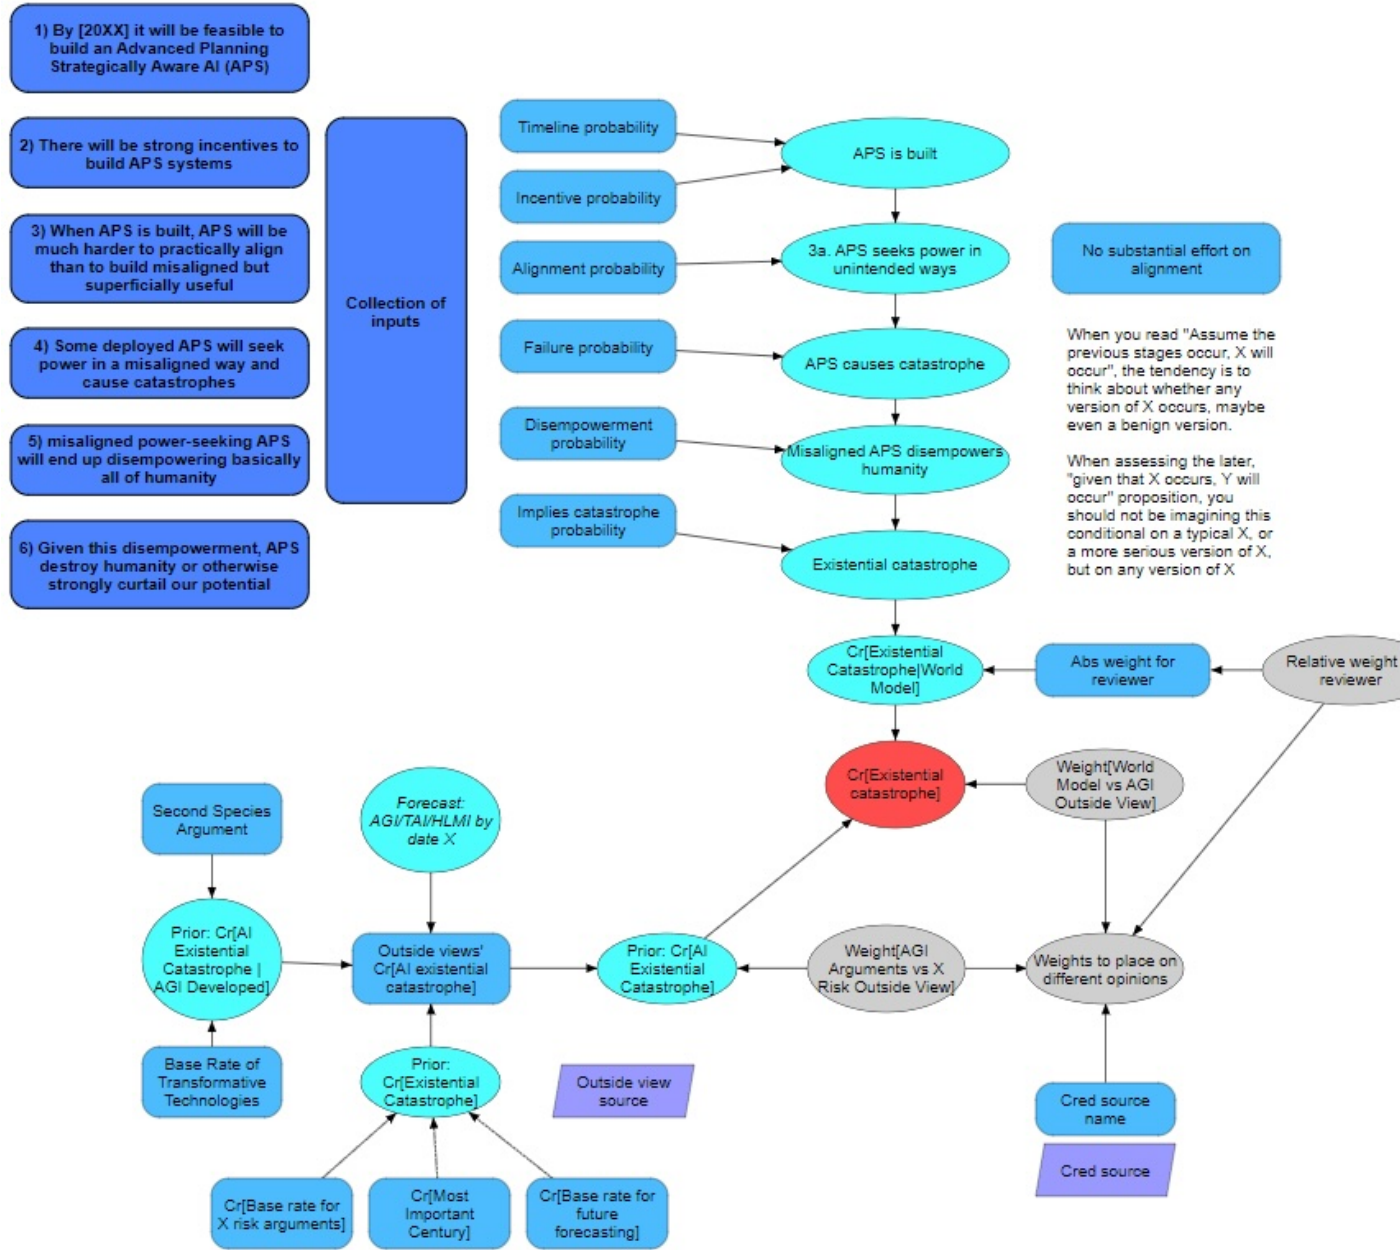 1) By [20XX] it will be feasible to
build an Advanced Planning
Strategically Aware AI (APS)
2) There will be strong incentives to
build APS systems
3) When APS is built, APS will be
much harder to practically align
than to build misaligned but
superficially useful
4) Some deployed APS will seek
power in a misaligned way and
cause catastrophes
5) misaligned power-seeking APS
will end up disempowering basically
all of humanity
6) Given this disempowerment, APS
destroy humanity or otherwise
strongly curtail our potential
Collection of
inputs
Timeline probability
Incentive probability
Alignment probability
Failure probability
Disempowerment
probability
Implies catastrophe
probability
APS is built
3a. APS seeks power in
unintended ways
APS causes catastrophe
Misaligned APS disempowers
humanity
Existential catastrophe
No substantial effort on
alignment
When you read "Assume the
previous stages occur, X will
occur", the tendency is to
think about whether any
version of X occurs, maybe
even a benign version.
When assessing the later,
"given that X occurs, Y will
occur" proposition, you
should not be imagining this
conditional on a typical X, or
a more serious version of X,
but on any version of X
Cr[Existential
Catastrophe|World
Model]
Abs weight for
reviewer
Relative weight
reviewer
Cr[Existential
catastrophe]
Weight[World
Model vs AGI
Outside View]
Second Species
Argument
Forecast:
AGI/TAI/HLMI by
date X
Prior: Cr[AI
Existential
Catastrophe |
AGI Developed]
Outside views'
Cr[AI existential
catastrophe]
Prior: Cr[AI
Existential
Catastrophe]
Weight[AGI
Arguments vs X
Risk Outside View]
Weights to place on
different opinions
Base Rate of
Transformative
Technologies
Prior:
Cr[Existential
Catastrophe]
Outside view
source
Cred source
name
Cred source
Cr[Base rate for
X risk arguments]
Cr[Most
Important
Century]
Cr[Base rate for
future
forecasting]